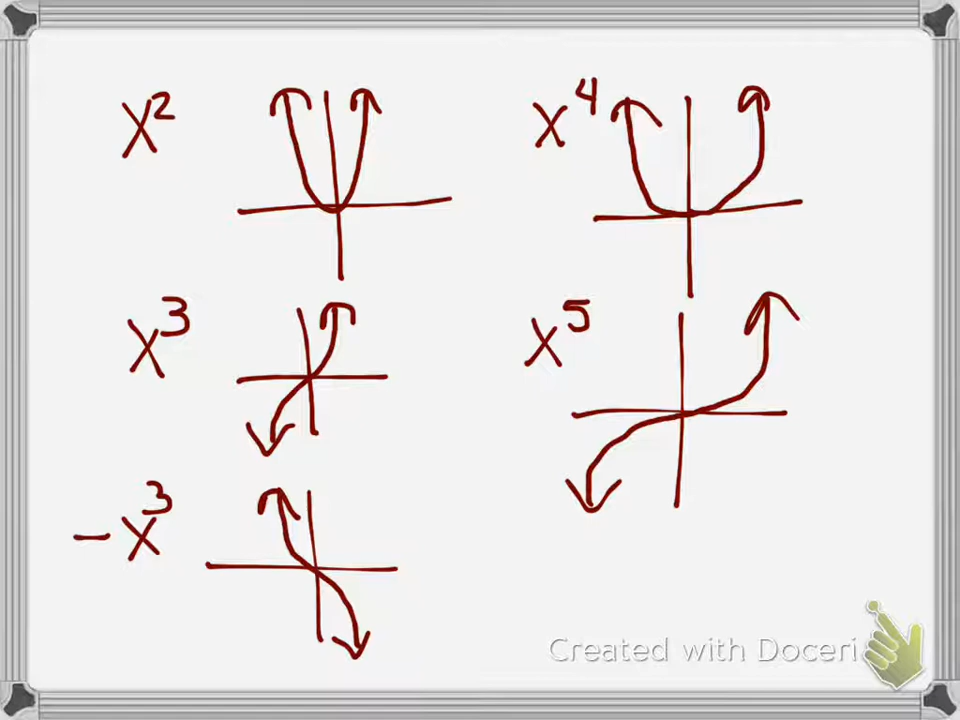 x²
x⁴
x³
x⁵
-x³
Created with Doceri